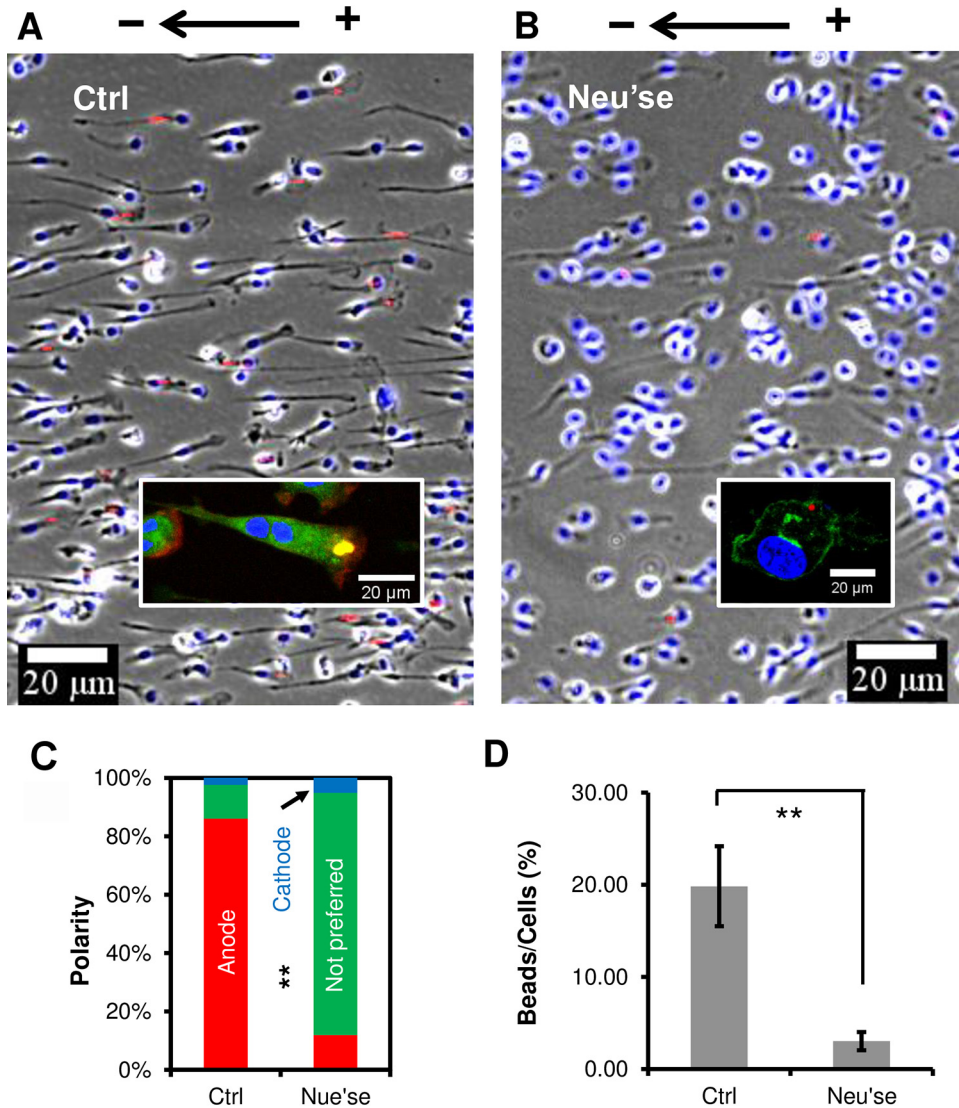 A
− +
Ctrl
20 μm
20 μm
B
− +
Neu'se
20 μm
20 μm
C
Polarity
100%
80%
60%
40%
20%
0%
Anode
Cathode
**
Not preferred
Ctrl
Nue'se
D
Beads/Cells (%)
30.00
20.00
10.00
0.00
**
Ctrl
Neu'se